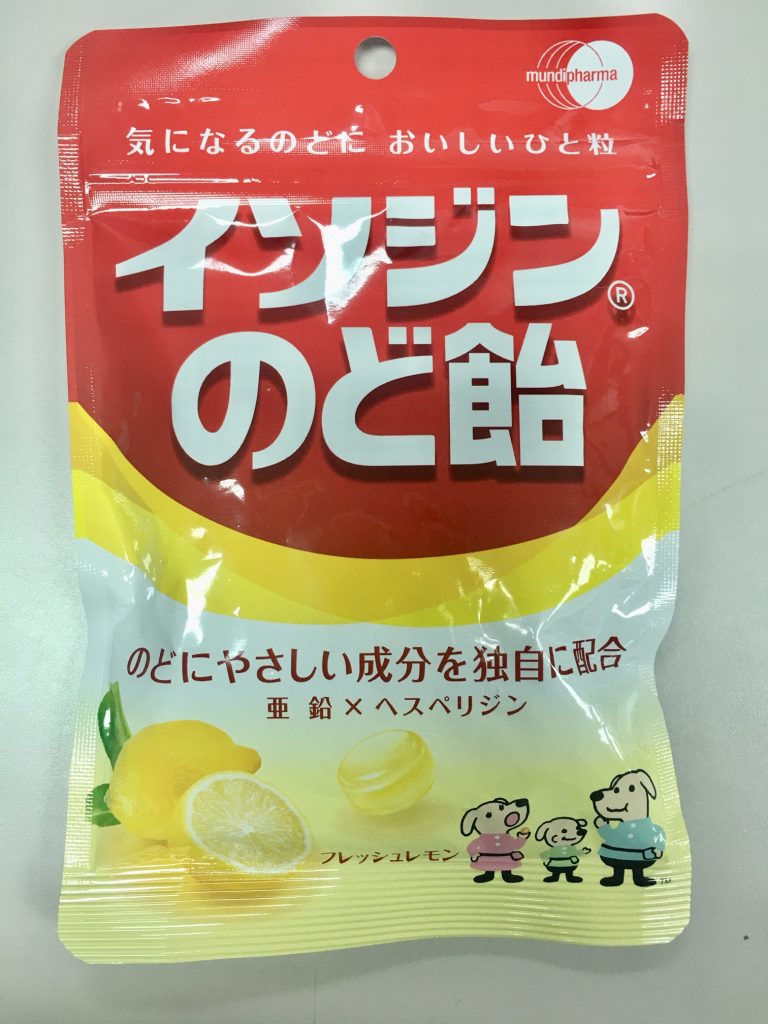 mundipharma
気になるのどに おいしいひと粒
イソジン®
のど飴
のどにやさしい成分を独自に配合
亜鉛×ヘスペリジン
フレッシュレモン
TM